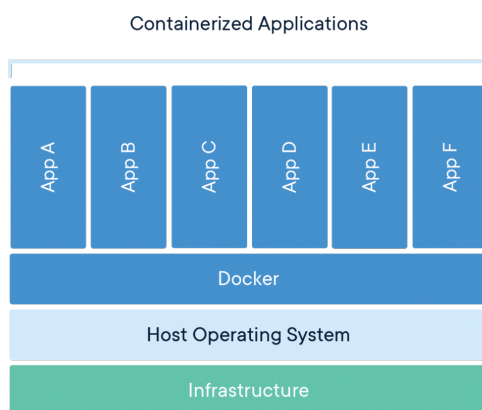 Containerized Applications
App A
App B
App C
App D
App E
App F
Docker
Host Operating System
Infrastructure